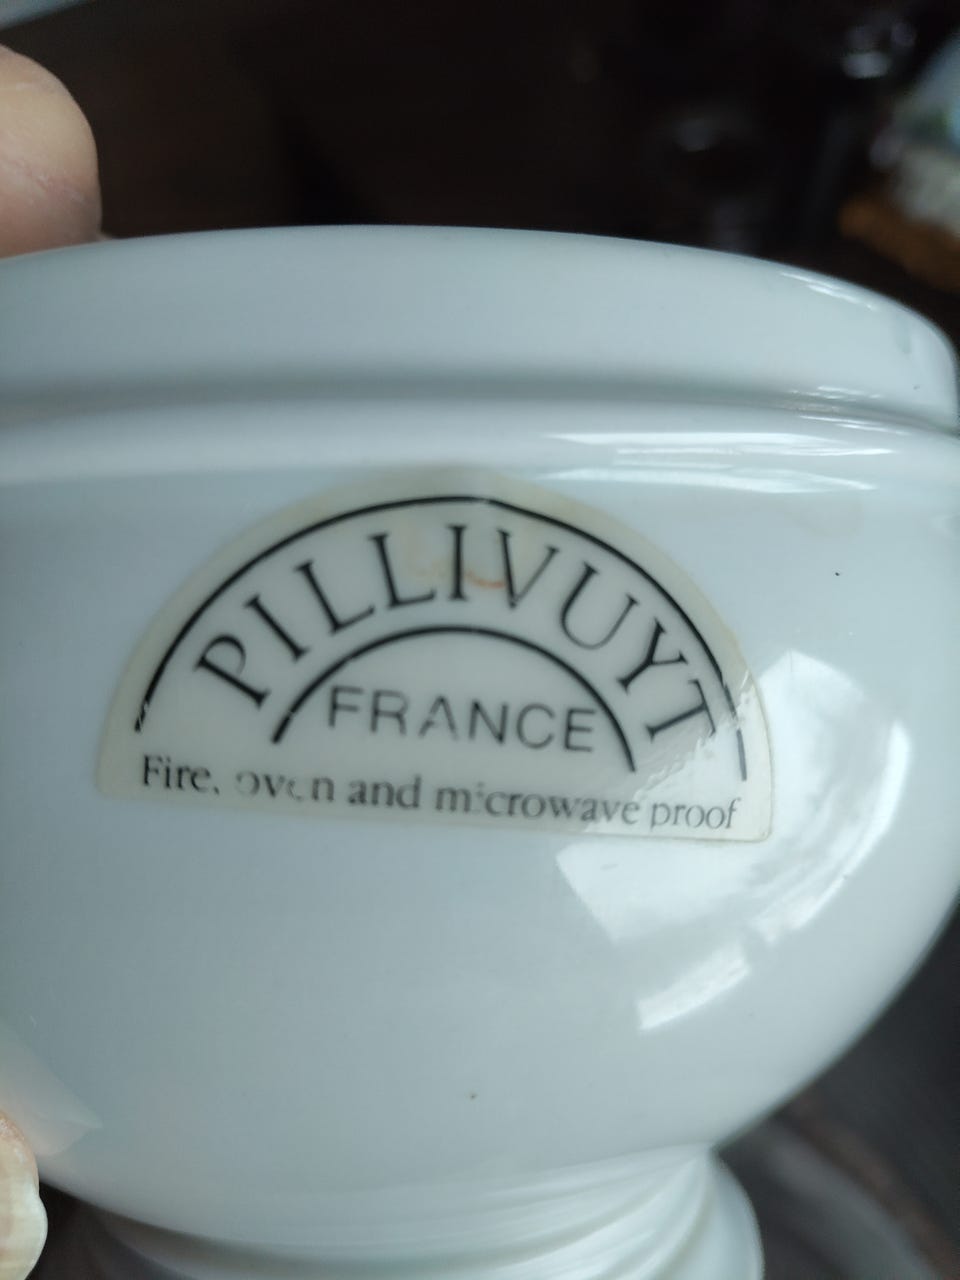 PILLIVUYT
FRANCE
Fire, oven and microwave proof